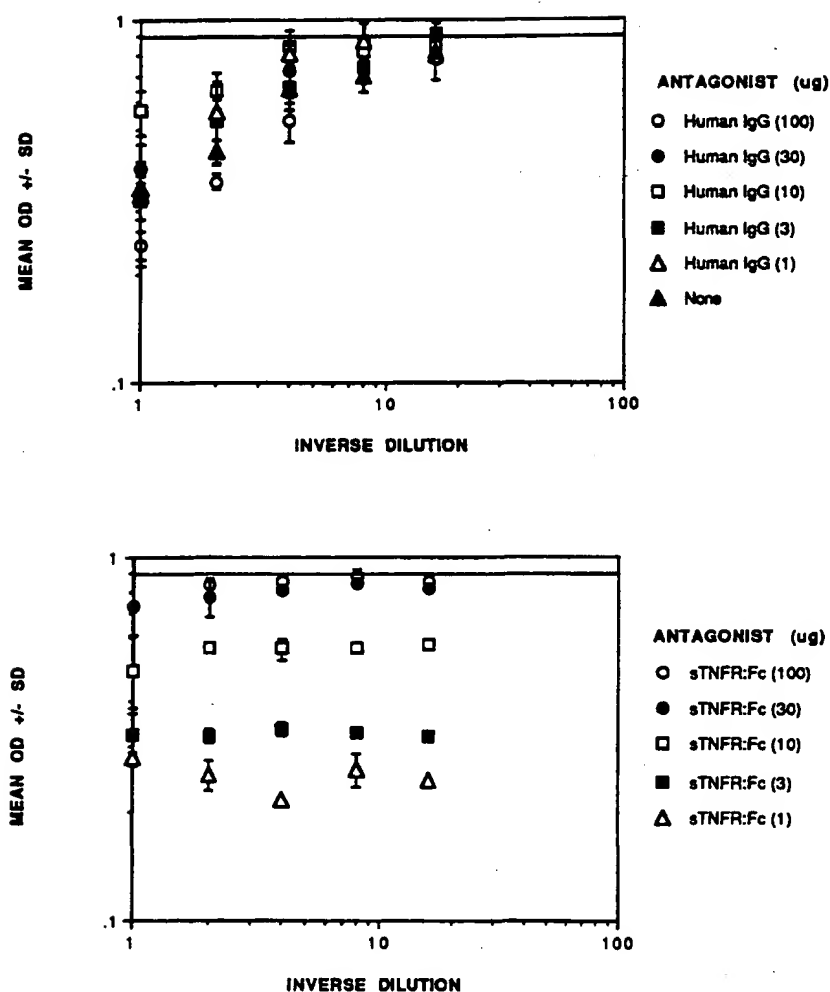 1
MEAN OD +/- SD
.1
1
10
100
INVERSE DILUTION
ANTAGONIST (ug)
Human IgG (100)
Human IgG (30)
Human IgG (10)
Human IgG (3)
Human IgG (1)
None
1
MEAN OD +/- SD
.1
1
10
100
INVERSE DILUTION
ANTAGONIST (ug)
sTNFR:Fc (100)
sTNFR:Fc (30)
sTNFR:Fc (10)
sTNFR:Fc (3)
sTNFR:Fc (1)